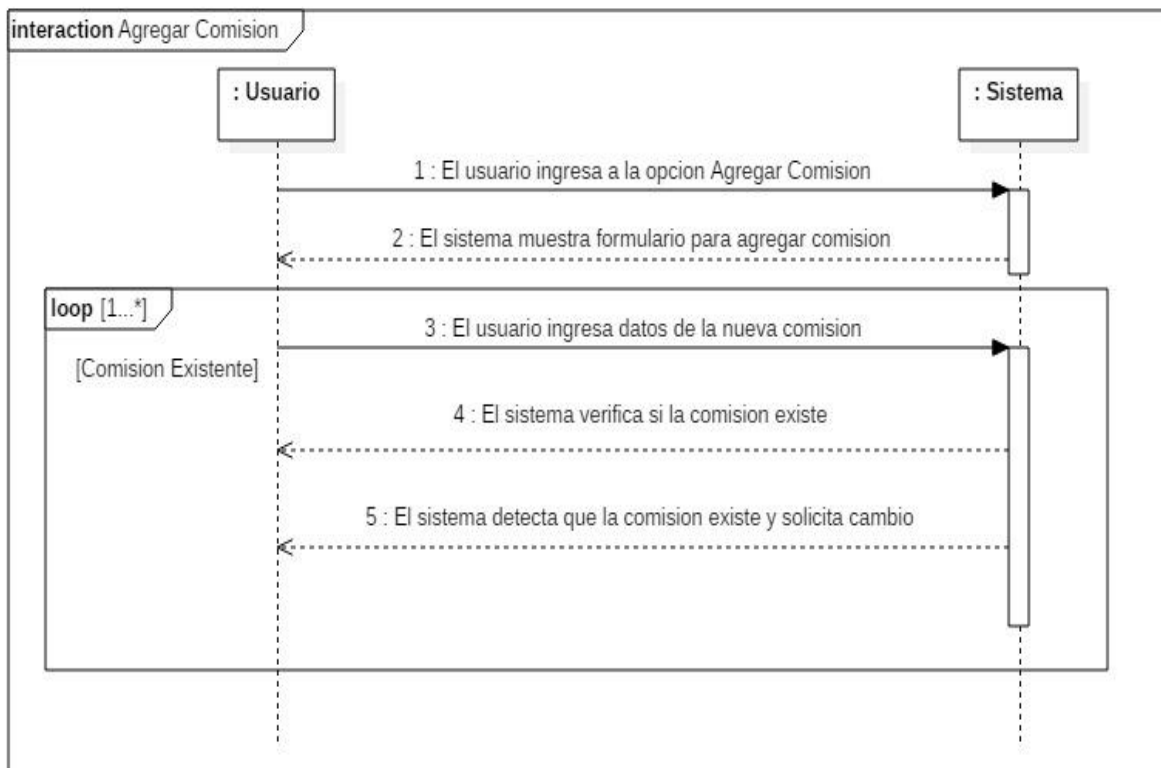 interaction Agregar Comision
: Usuario
: Sistema
1 : El usuario ingresa a la opcion Agregar Comision
2 : El sistema muestra formulario para agregar comision
loop [1...*]
3 : El usuario ingresa datos de la nueva comision
[Comision Existente]
4 : El sistema verifica si la comision existe
5 : El sistema detecta que la comision existe y solicita cambio